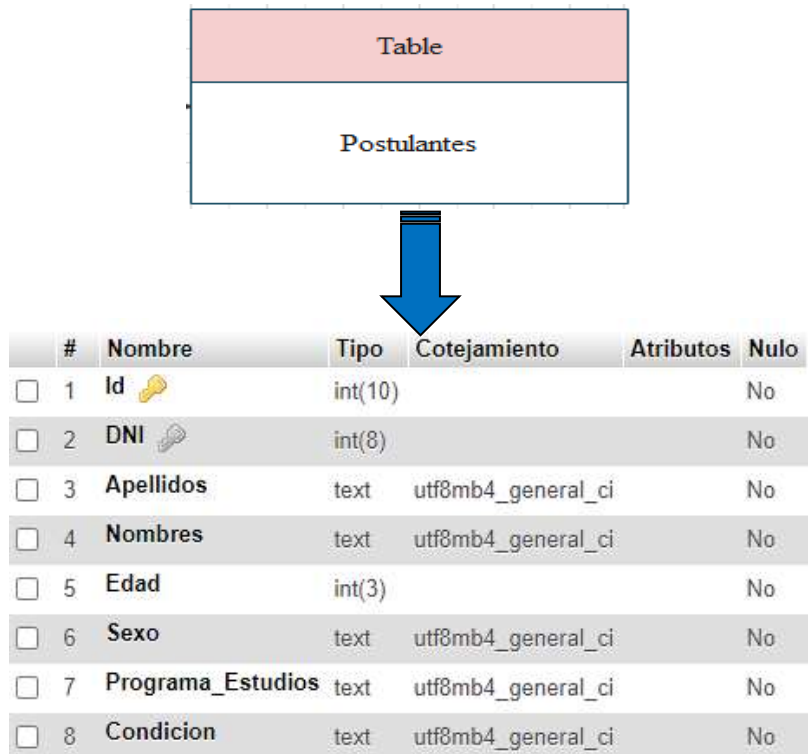 Table
Postulantes
# Nombre Tipo Cotejamiento Atributos Nulo
1 Id int(10) No
2 DNI int(8) No
3 Apellidos text utf8mb4_general_ci No
4 Nombres text utf8mb4_general_ci No
5 Edad int(3) No
6 Sexo text utf8mb4_general_ci No
7 Programa_Estudios text utf8mb4_general_ci No
8 Condicion text utf8mb4_general_ci No